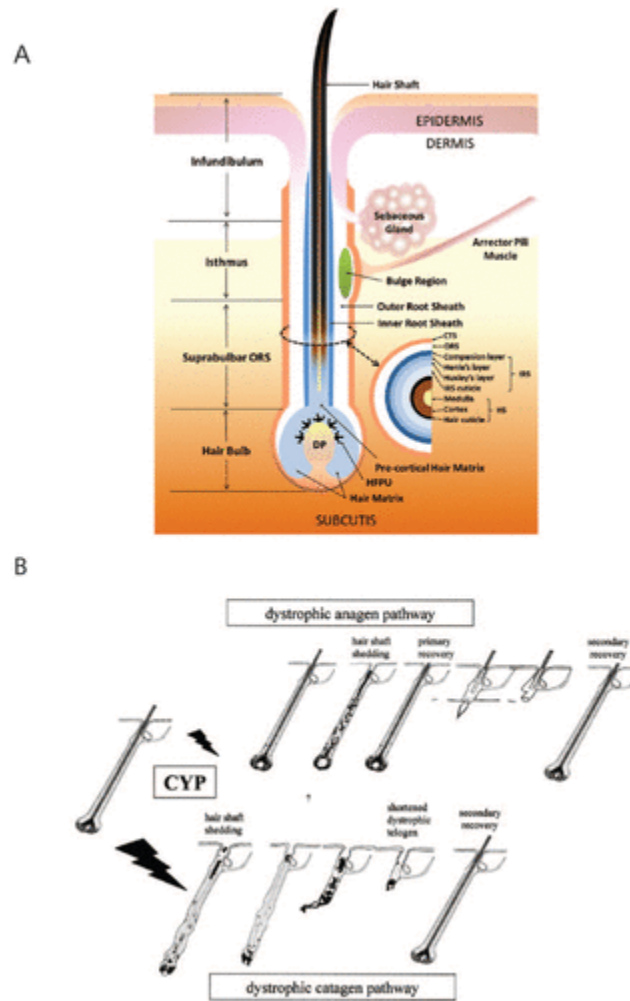 A
Hair Shaft
EPIDERMIS
DERMIS
Infundibulum
Sebaceous
Gland
Arrector Pili
Muscle
Isthmus
Bulge Region
Outer Root Sheath
Inner Root Sheath
CTS
ORS
Companion layer
Henle's layer
Huxley's layer
IRS cuticle
IRS
Medulla
Cortex
Hair cuticle
HS
Suprabulbar ORS
Hair Bulb
DP
Pre-cortical Hair Matrix
HFPU
Hair Matrix
SUBCUTIS
B
dystrophic anagen pathway
hair shaft
shedding
primary
recovery
secondary
recovery
CYP
hair shaft
shedding
shortened
dystrophic
telogen
secondary
recovery
dystrophic catagen pathway